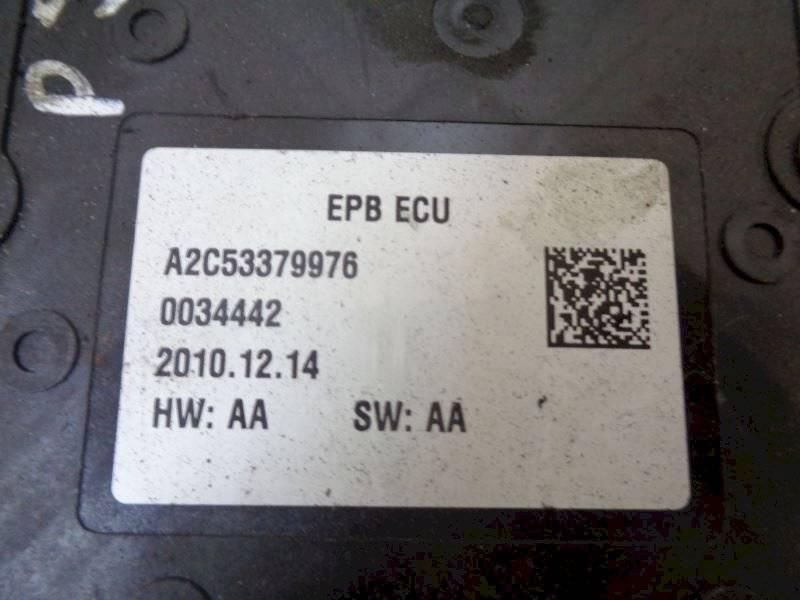 EPB ECU
A2C53379976
0034442
2010.12.14
HW: AA SW: AA